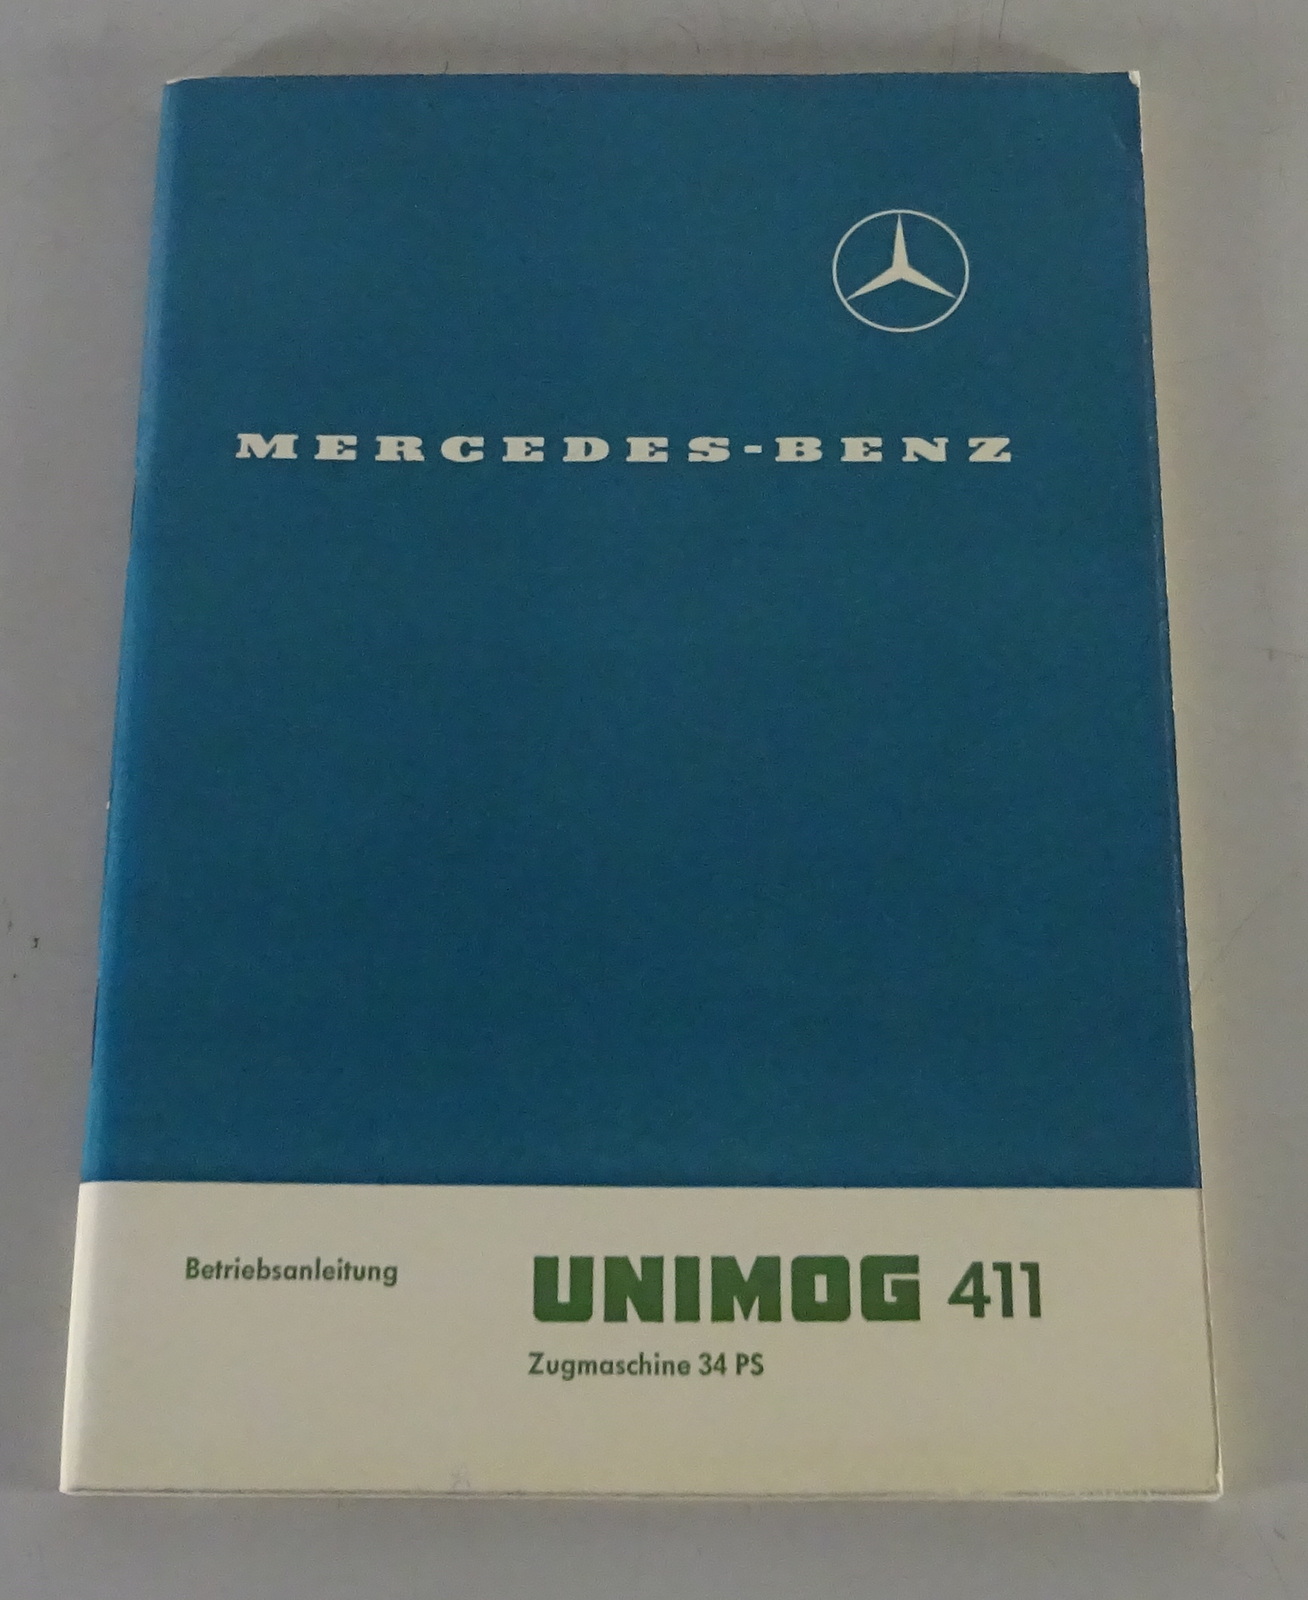 MERCEDES-BENZ
Betriebsanleitung
UNIMOG 411
Zugmaschine 34 PS